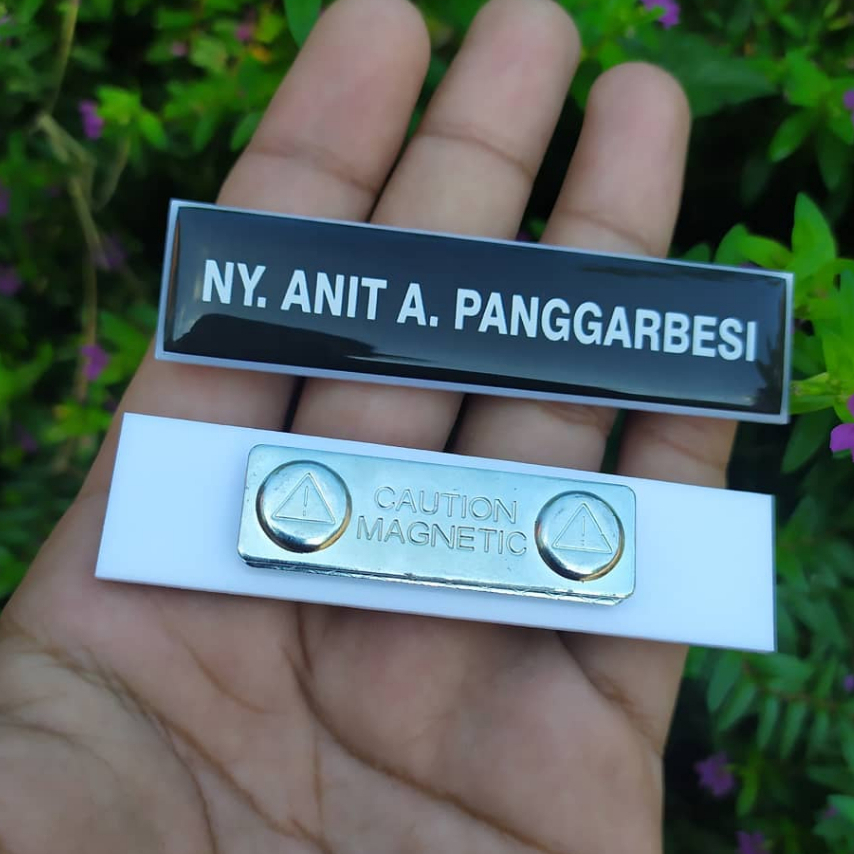 NY. ANIT A. PANGGARBESI
CAUTION
MAGNETIC